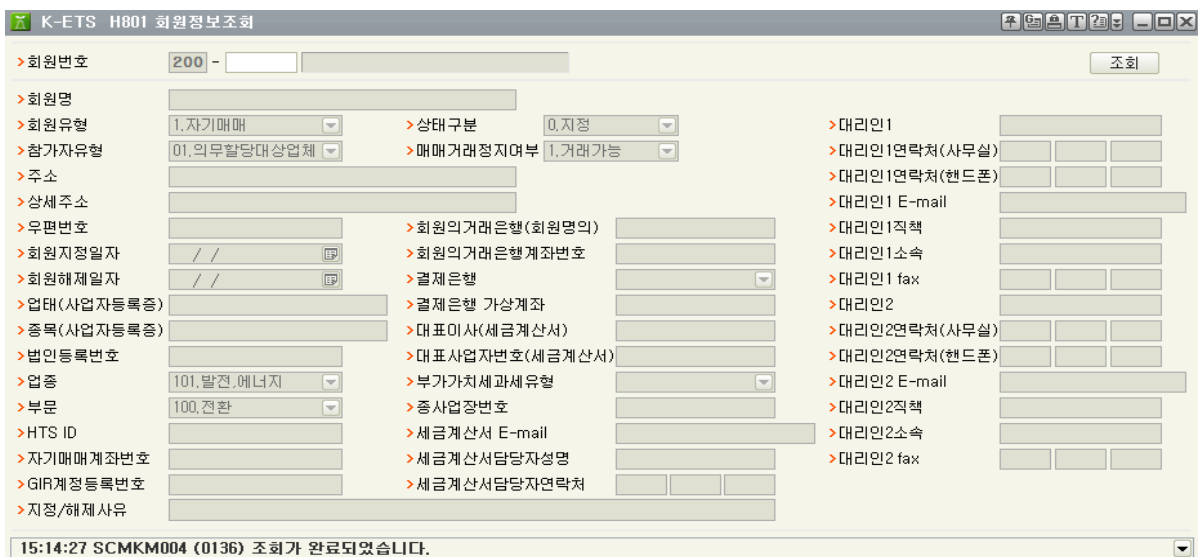 K-ETS H801 회원정보조회
T
>회원번호 200 - 조회
>회원명
>회원유형 1,자기매매 >상태구분 0,지정 >대리인1
>참가자유형 01,의무할당대상업체 >매매거래정지여부 1,거래가능 >대리인1연락처(사무실)
>주소 >대리인1연락처(핸드폰)
>상세주소 >대리인1 E-mail
>우편번호 >회원의거래은행(회원명의) >대리인1직책
>회원지정일자 / / >회원의거래은행계좌번호 >대리인1소속
>회원해제일자 / / >결제은행 >대리인1 fax
>업태(사업자등록증) >결제은행 가상계좌 >대리인2
>종목(사업자등록증) >대표이사(세금계산서) >대리인2연락처(사무실)
>법인등록번호 >대표사업자번호(세금계산서) >대리인2연락처(핸드폰)
>업종 101,발전,에너지 >부가가치세과세유형 >대리인2 E-mail
>부문 100,전환 >종사업장번호 >대리인2직책
>HTS ID >세금계산서 E-mail >대리인2소속
>자기매매계좌번호 >세금계산서담당자성명 >대리인2 fax
>GIR계정등록번호 >세금계산서담당자연락처
>지정/해제사유
15:14:27 SCMKM004 (0136) 조회가 완료되었습니다.